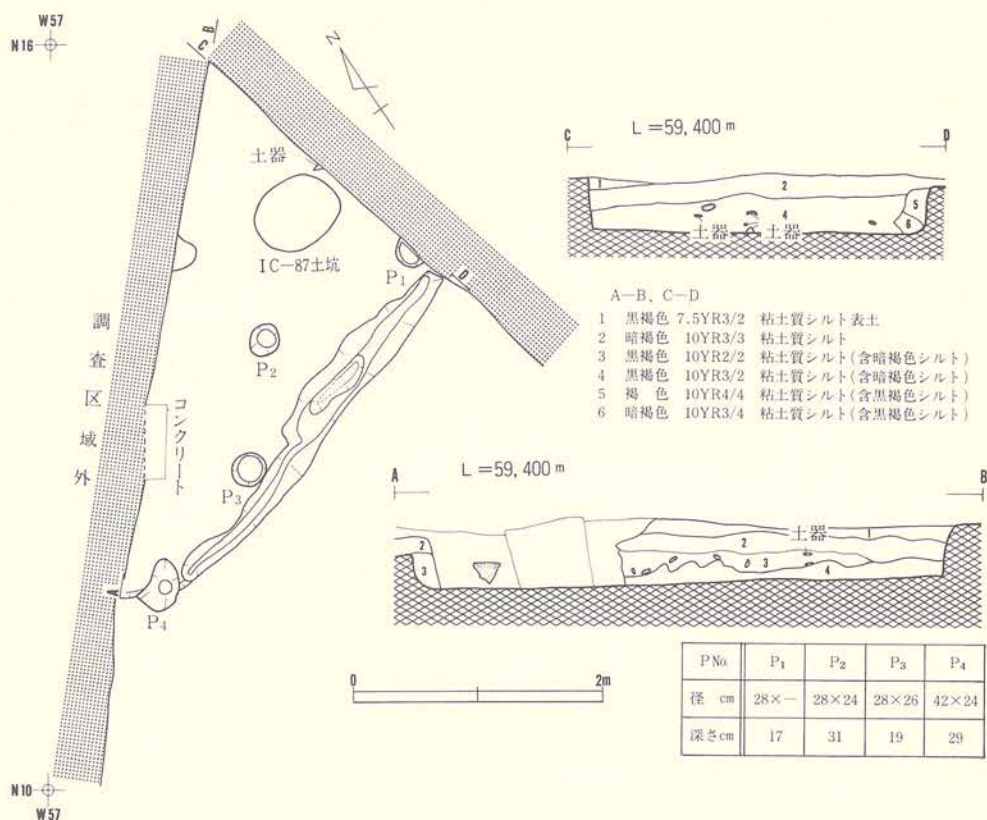 W57
N16
B
C
Z
土器
IC−87土坑
P1
D
P2
調査区域外
コンクリート
P3
A
P4
N10
W57
0 2m
L=59,400m
C D
1 2 5
4 6
土器 土器
A—B、C—D
1 黒褐色 7.5YR3/2 粘土質シルト表土
2 暗褐色 10YR3/3 粘土質シルト
3 黒褐色 10YR2/2 粘土質シルト(含暗褐色シルト)
4 黒褐色 10YR3/2 粘土質シルト(含暗褐色シルト)
5 褐 色 10YR4/4 粘土質シルト(含黒褐色シルト)
6 暗褐色 10YR3/4 粘土質シルト(含黒褐色シルト)
L=59,400m
A B
土器 1
2 2
3 3 4
PNo. P1 P2 P3 P4
径 cm 28×− 28×24 28×26 42×24
深さcm 17 31 19 29